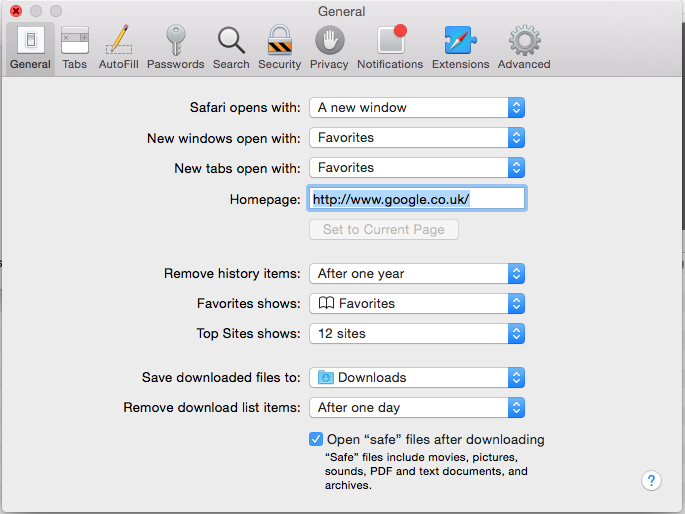 General
General Tabs AutoFill Passwords Search Security Privacy Notifications Extensions Advanced
Safari opens with: A new window
New windows open with: Favorites
New tabs open with: Favorites
Homepage: http://www.google.co.uk/
Set to Current Page
Remove history items: After one year
Favorites shows: Favorites
Top Sites shows: 12 sites
Save downloaded files to: Downloads
Remove download list items: After one day
Open “safe” files after downloading
“Safe” files include movies, pictures,
sounds, PDF and text documents, and
archives.
?